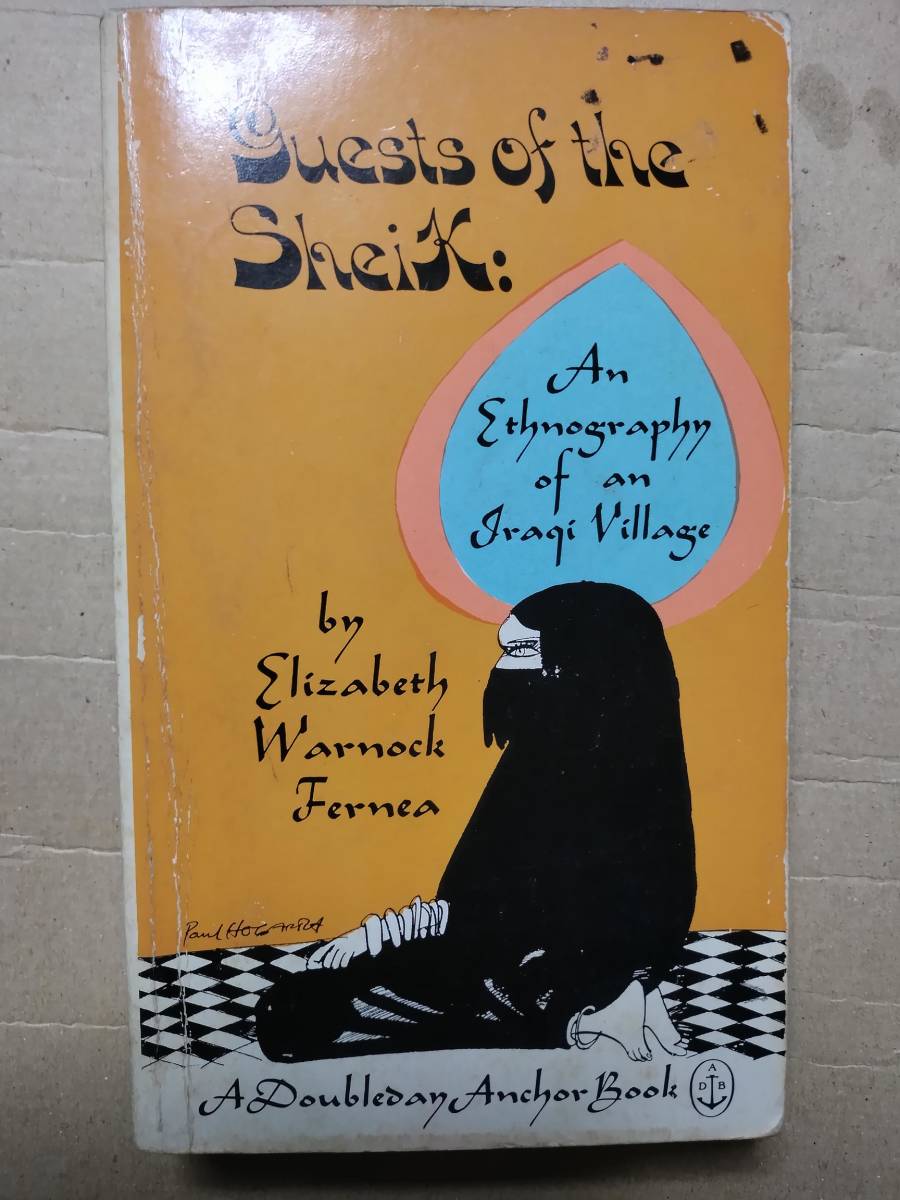 Guests of the
SheiK:
An
Ethnography
of an
Iraqi Village
by
Elizabeth
Warnock
Fernea
Paul HOGARTH
A Doubleday Anchor Book
A
D B